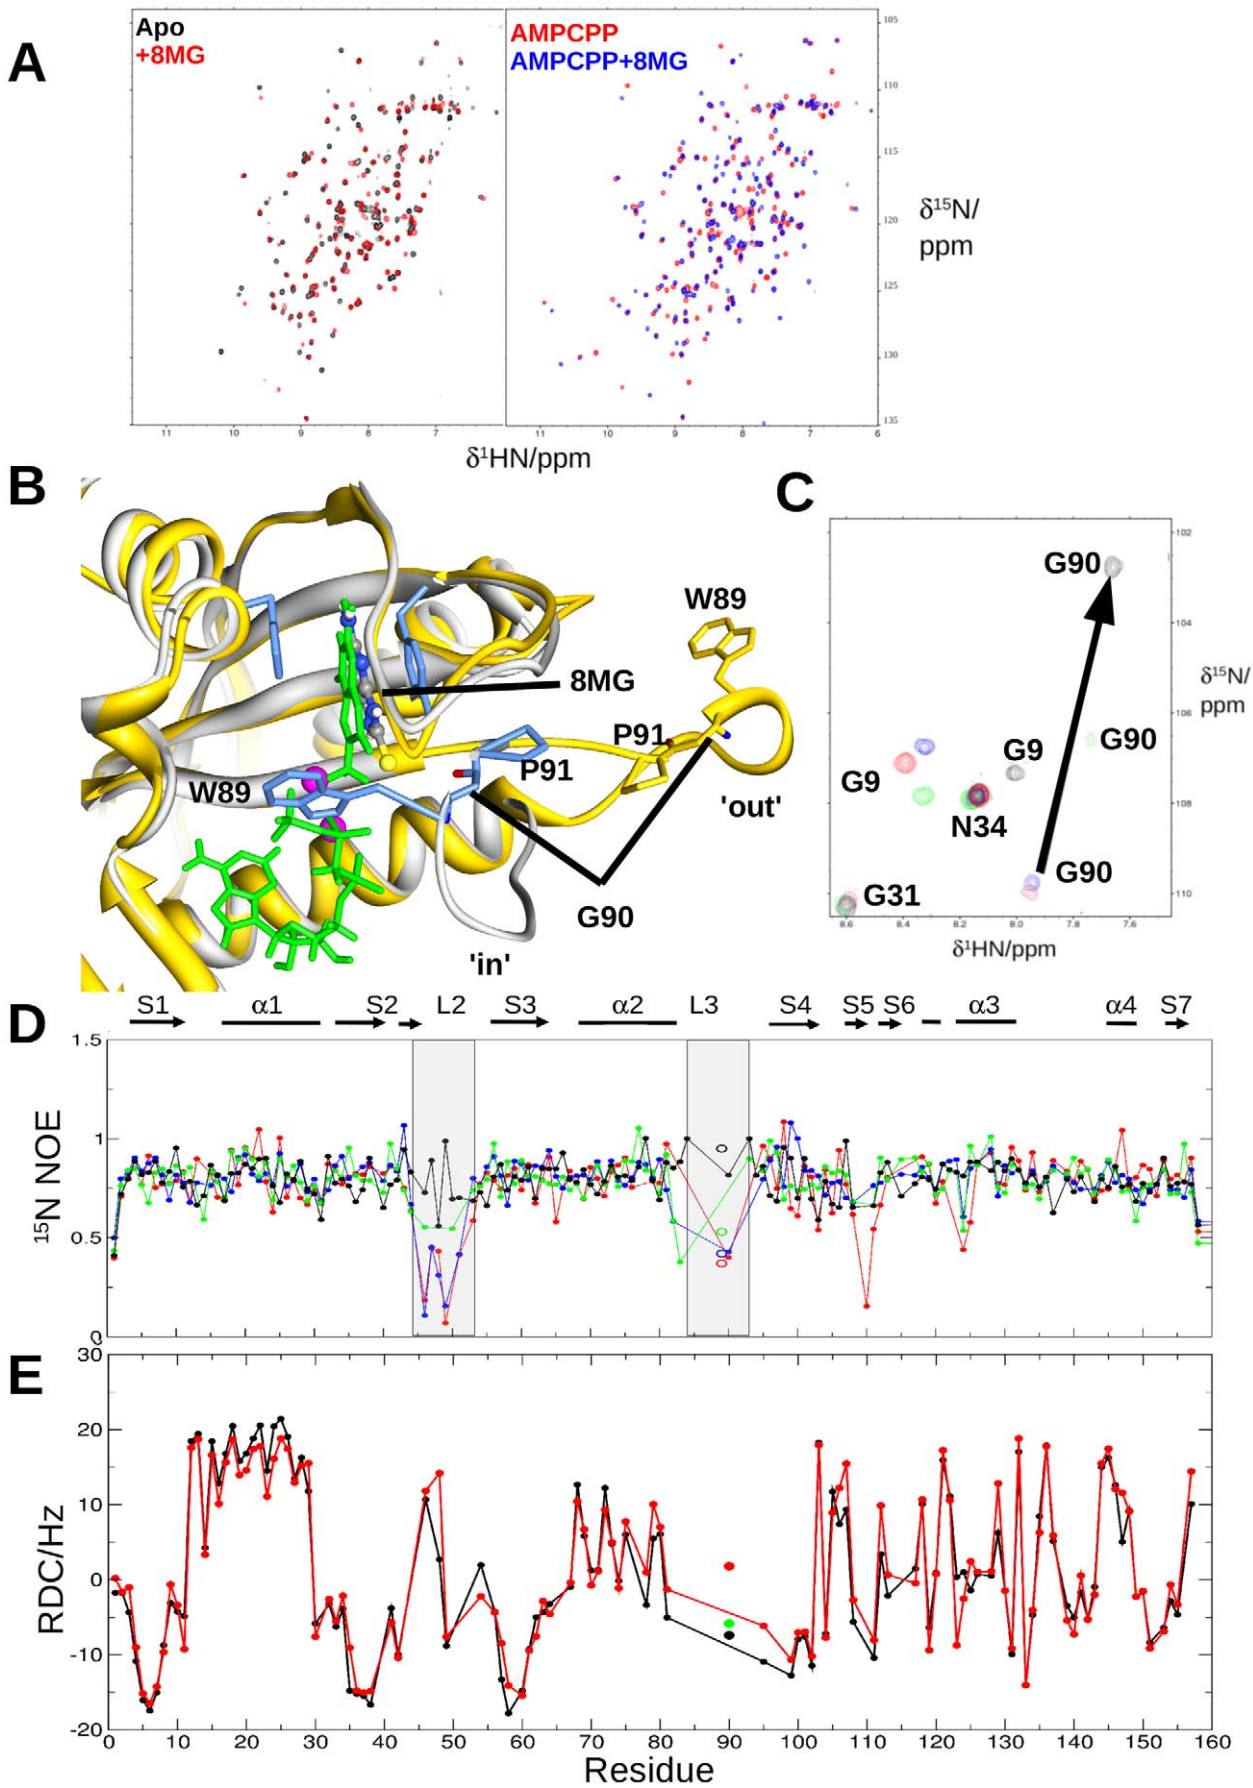 A
Apo
+8MG
AMPCPP
AMPCPP+8MG
105
110
115
120
125
130
135
δ¹⁵N/
ppm
11 10 9 8 7
11 10 9 8 7 6
δ¹HN/ppm
B
8MG
W89
P91
P91
W89
'out'
G90
'in'
C
G90
G90
G9
G9
N34
G90
G31
102
104
106
108
110
δ¹⁵N/
ppm
8.6 8.4 8.2 8.0 7.8 7.6
δ¹HN/ppm
D
S1 α1 S2 L2 S3 α2 L3 S4 S5 S6 α3 α4 S7
1.5
1
0.5
0
¹⁵N NOE
E
30
20
10
0
-10
-20
RDC/Hz
0 10 20 30 40 50 60 70 80 90 100 110 120 130 140 150 160
Residue